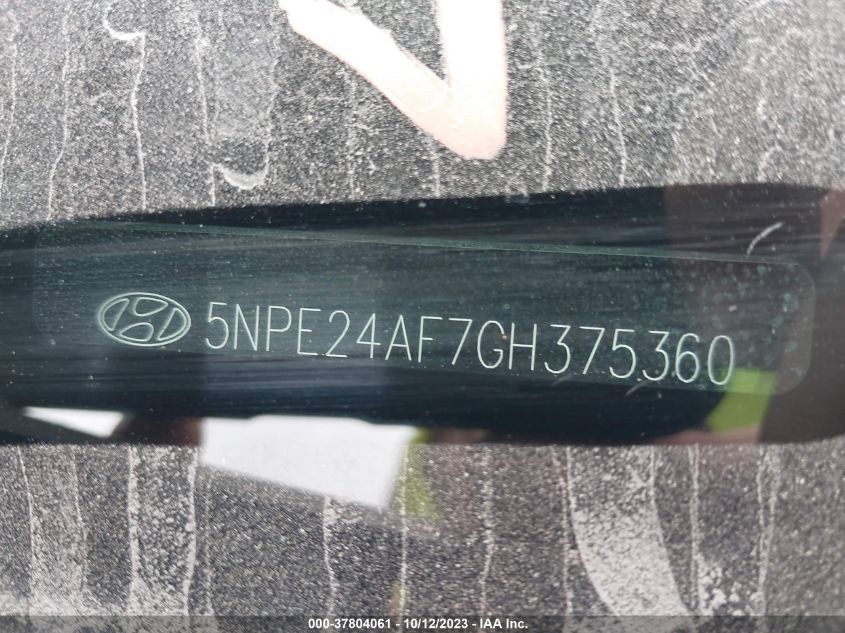 5NPE24AF7GH375360
000-37804061 - 10/12/2023 - IAA Inc.